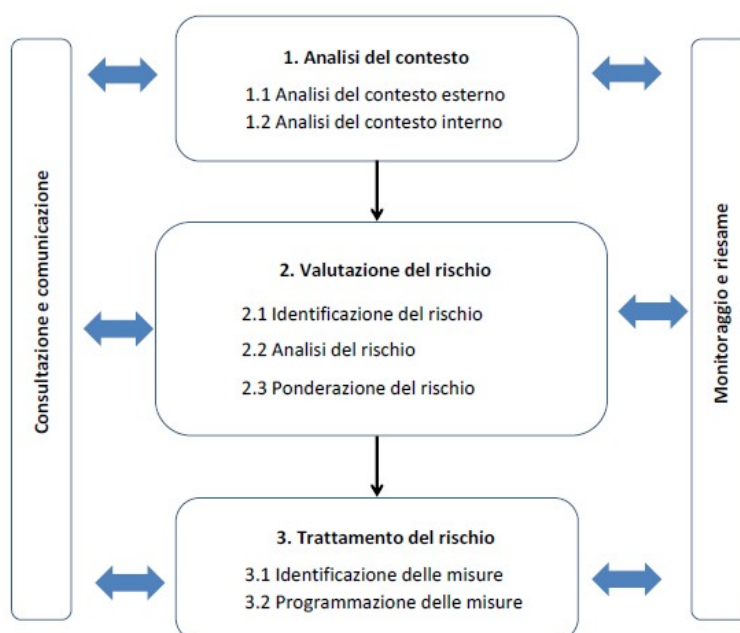 Consultazione e comunicazione
1. Analisi del contesto
1.1 Analisi del contesto esterno
1.2 Analisi del contesto interno
2. Valutazione del rischio
2.1 Identificazione del rischio
2.2 Analisi del rischio
2.3 Ponderazione del rischio
3. Trattamento del rischio
3.1 Identificazione delle misure
3.2 Programmazione delle misure
Monitoraggio e riesame